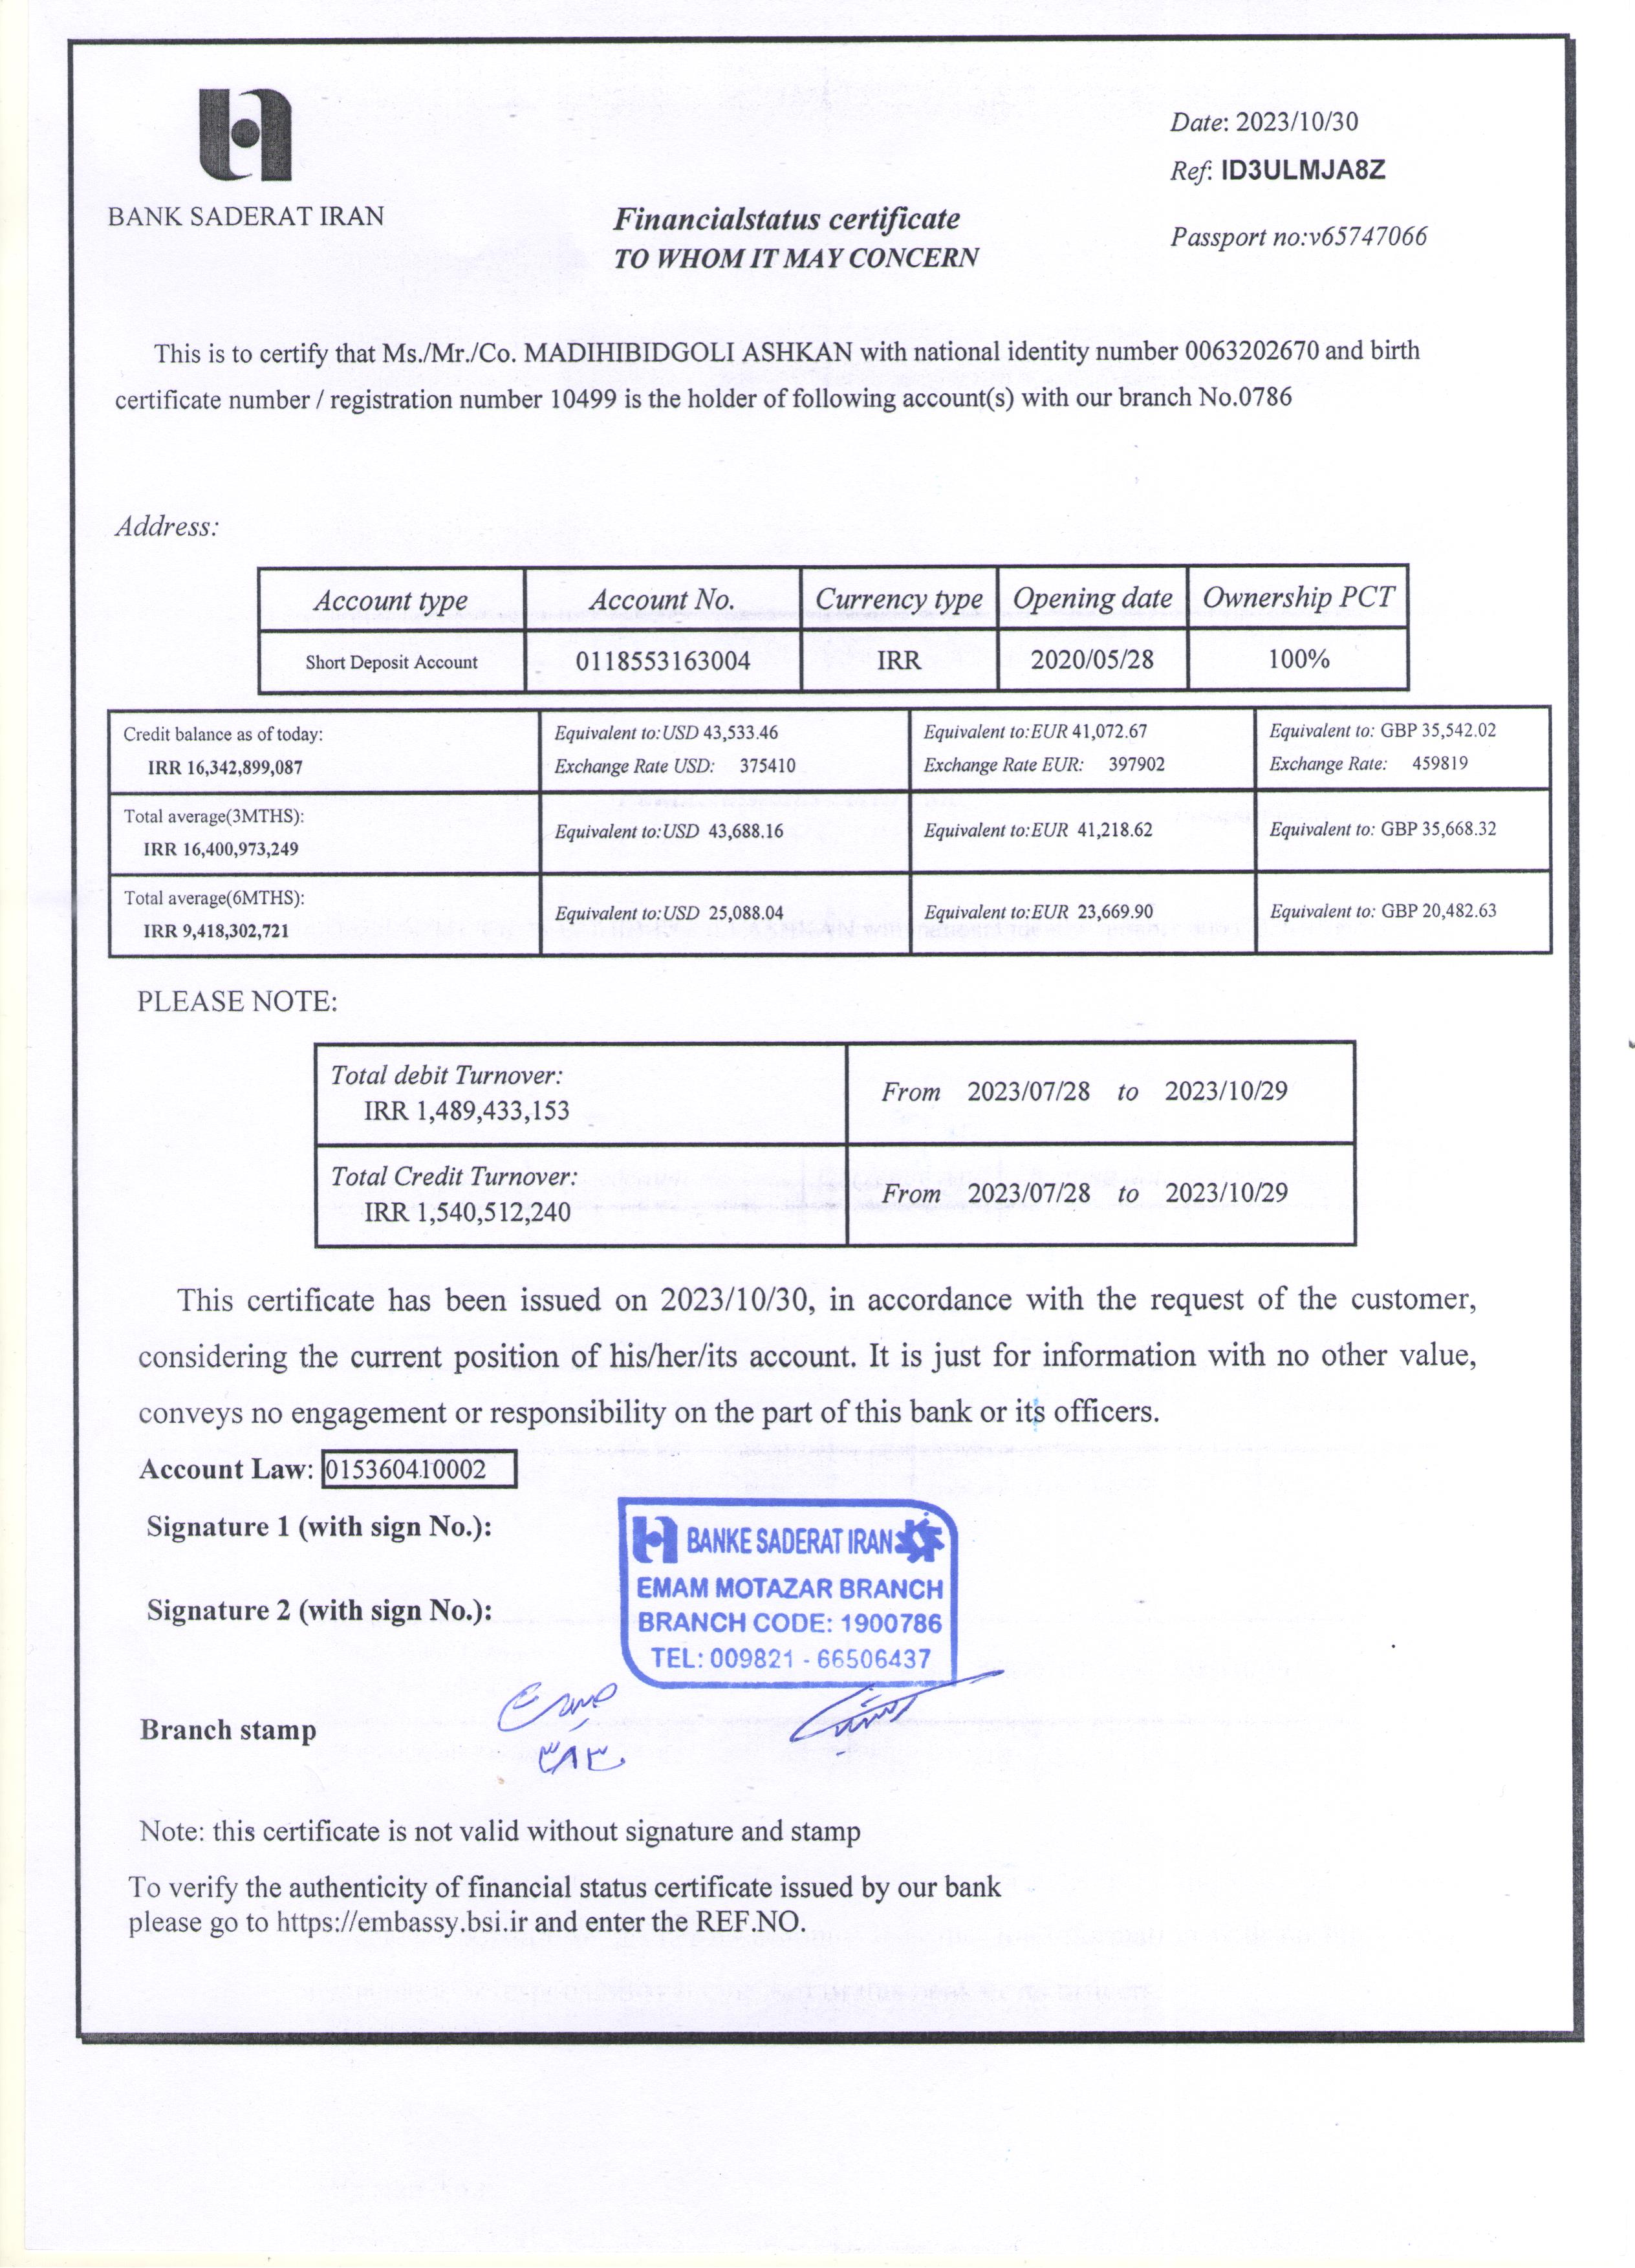 Date: 2023/10/30
Ref: ID3ULMJA8Z
BANK SADERAT IRAN
Financialstatus certificate
Passport no:v65747066
TO WHOM IT MAY CONCERN
This is to certify that Ms./Mr./Co. MADIHIBIDGOLI ASHKAN with national identity number 0063202670 and birth
certificate number / registration number 10499 is the holder of following account(s) with our branch No.0786
Address:
Account type Account No. Currency type Opening date Ownership PCT
Short Deposit Account 0118553163004 IRR 2020/05/28 100%
Credit balance as of today: Equivalent to:USD 43,533.46 Equivalent to:EUR 41,072.67 Equivalent to: GBP 35,542.02
IRR 16,342,899,087 Exchange Rate USD: 375410 Exchange Rate EUR: 397902 Exchange Rate: 459819
Total average(3MTHS):
IRR 16,400,973,249 Equivalent to:USD 43,688.16 Equivalent to:EUR 41,218.62 Equivalent to: GBP 35,668.32
Total average(6MTHS):
IRR 9,418,302,721 Equivalent to:USD 25,088.04 Equivalent to:EUR 23,669.90 Equivalent to: GBP 20,482.63
PLEASE NOTE:
Total debit Turnover:
IRR 1,489,433,153 From 2023/07/28 to 2023/10/29
Total Credit Turnover:
IRR 1,540,512,240 From 2023/07/28 to 2023/10/29
This certificate has been issued on 2023/10/30, in accordance with the request of the customer,
considering the current position of his/her/its account. It is just for information with no other value,
conveys no engagement or responsibility on the part of this bank or its officers.
Account Law: 015360410002
Signature 1 (with sign No.):
Signature 2 (with sign No.):
BANKE SADERAT IRAN
EMAM MOTAZAR BRANCH
BRANCH CODE: 1900786
TEL: 009821 - 66506437
Branch stamp
Note: this certificate is not valid without signature and stamp
To verify the authenticity of financial status certificate issued by our bank
please go to https://embassy.bsi.ir and enter the REF.NO.